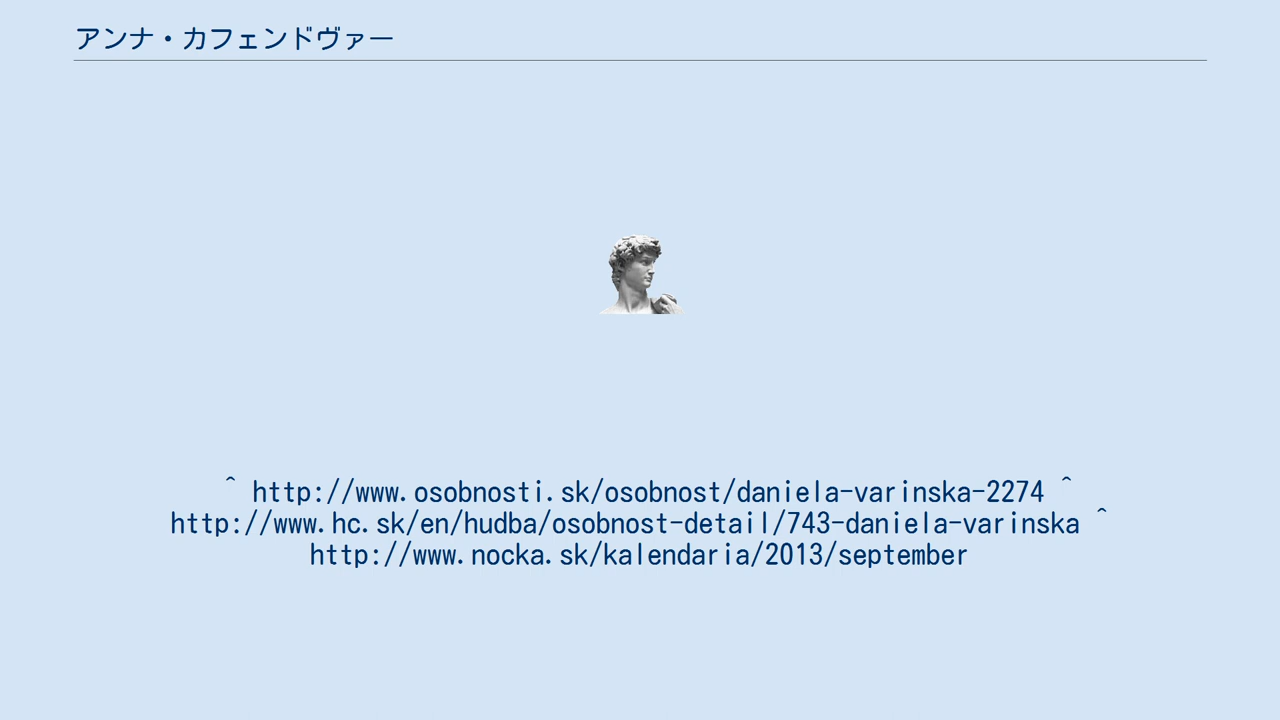 アンナ・カフェンドヴァー
^ http://www.osobnosti.sk/osobnost/daniela-varinska-2274 ^
http://www.hc.sk/en/hudba/osobnost-detail/743-daniela-varinska ^
http://www.nocka.sk/kalendaria/2013/september